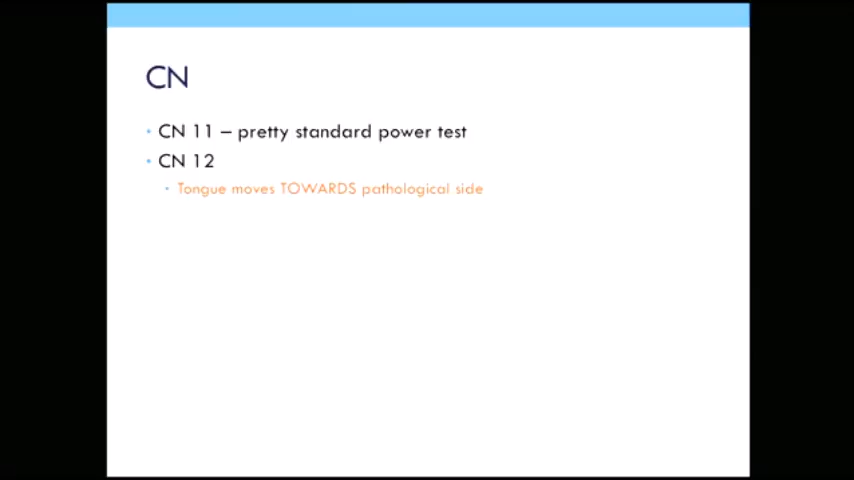 CN
• CN 11 – pretty standard power test
• CN 12
• Tongue moves TOWARDS pathological side